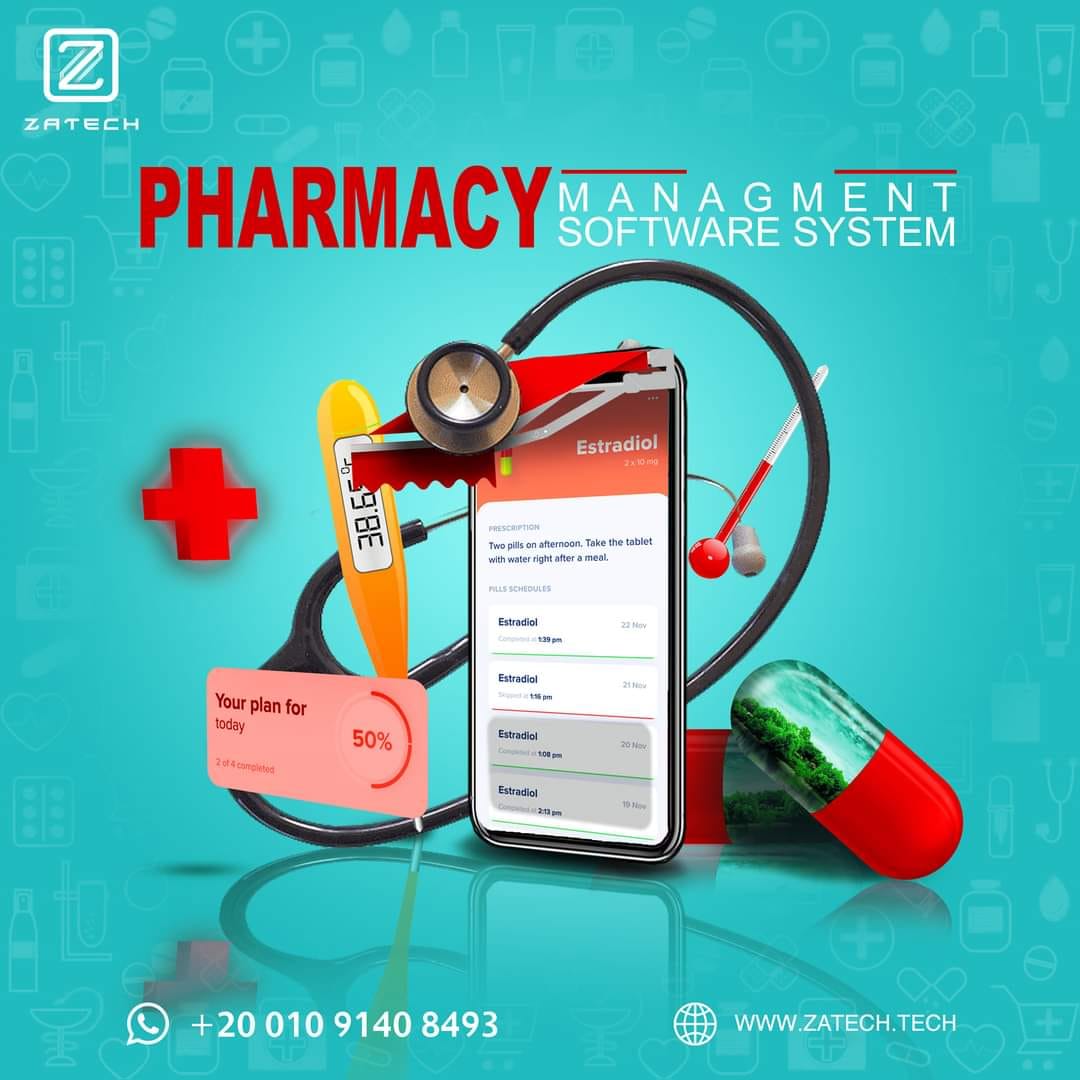 ZATECH
PHARMACY
MANAGMENT
SOFTWARE SYSTEM
38.65
Estradiol
2 x 10 mg
PRESCRIPTION
Two pills on afternoon. Take the tablet
with water right after a meal.
PILLS SCHEDULES
Estradiol
22 Nov
Completed at 1:39 pm
Estradiol
21 Nov
Skipped at 1:16 pm
Estradiol
20 Nov
Completed at 1:08 pm
Estradiol
19 Nov
Completed at 2:13 pm
Your plan for
today
50%
2 of 4 completed
+20 010 9140 8493
WWW.ZATECH.TECH